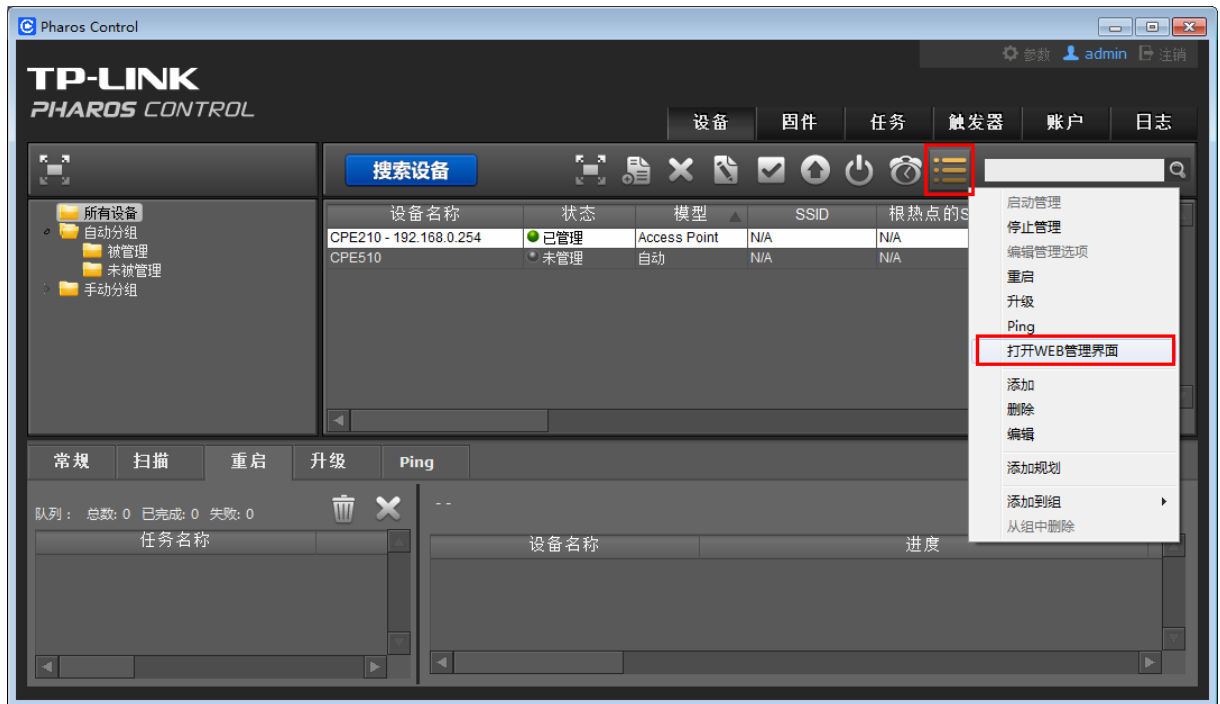 Pharos Control
参数 admin 注销
TP-LINK
PHAROS CONTROL
设备 固件 任务 触发器 账户 日志
搜索设备
所有设备
自动分组
被管理
未被管理
手动分组
设备名称 状态 模型 SSID 根热点的S
CPE210 - 192.168.0.254 已管理 Access Point N/A N/A
CPE510 未管理 自动 N/A N/A
启动管理
停止管理
编辑管理选项
重启
升级
Ping
打开WEB管理界面
添加
删除
编辑
添加规划
添加到组
从组中删除
常规 扫描 重启 升级 Ping
队列： 总数: 0 已完成: 0 失败: 0
--
任务名称
设备名称 进度